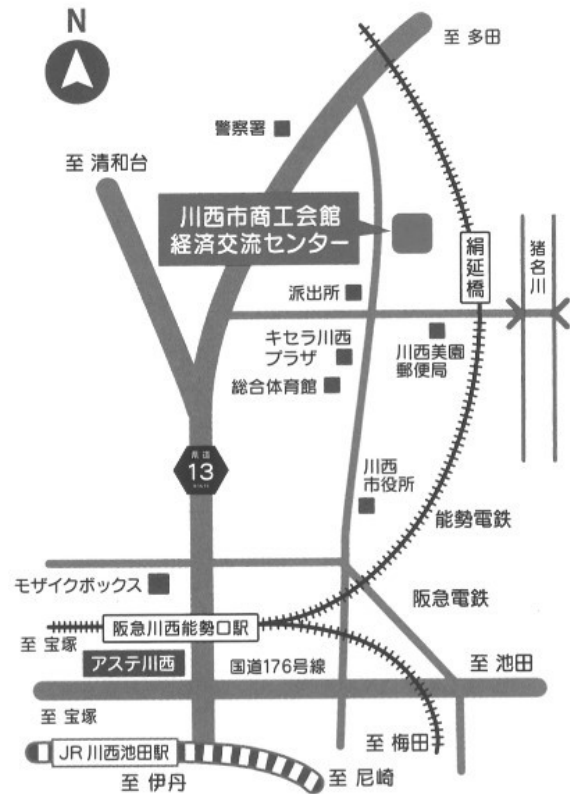 N
至 多田
警察署
至 清和台
川西市商工会館
経済交流センター
絹延橋
猪名川
派出所
キセラ川西
プラザ
川西美園
郵便局
総合体育館
県道
13
川西
市役所
能勢電鉄
モザイクボックス
阪急電鉄
阪急川西能勢口駅
至 宝塚
アステ川西
国道176号線
至 池田
至 宝塚
至 梅田
JR川西池田駅
至 伊丹
至 尼崎